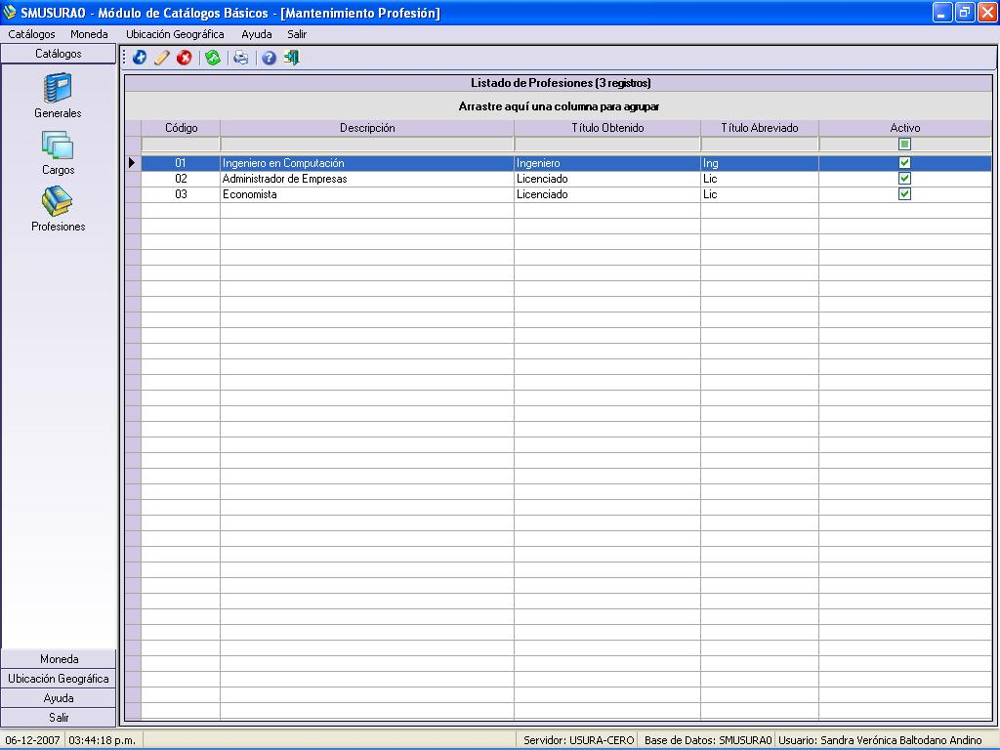 SMUSURA0 - Módulo de Catálogos Básicos - [Mantenimiento Profesión]
Catálogos Moneda Ubicación Geográfica Ayuda Salir
Catálogos
Generales
Cargos
Profesiones
Listado de Profesiones (3 registros)
Arrastre aquí una columna para agrupar
Código Descripción Título Obtenido Título Abreviado Activo
01 Ingeniero en Computación Ingeniero Ing
02 Administrador de Empresas Licenciado Lic
03 Economista Licenciado Lic
Moneda
Ubicación Geográfica
Ayuda
Salir
06-12-2007 03:44:18 p.m. Servidor: USURA-CERO Base de Datos: SMUSURA0 Usuario: Sandra Verónica Baltodano Andino